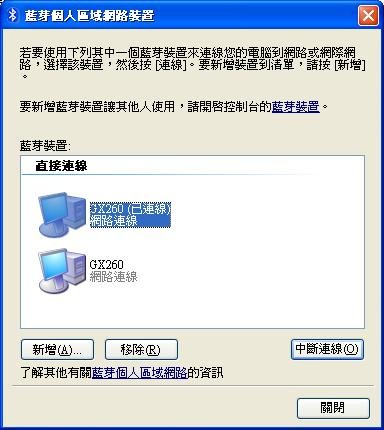 藍芽個人區域網路裝置
若要使用下列其中一個藍芽裝置來連線您的電腦到網路或網際網
路，選擇該裝置，然後按 [連線]。要新增裝置到清單，請按 [新增]
。
要新增藍芽裝置讓其他人使用，請開啓控制台的藍芽裝置。
藍芽裝置:
直接連線
GX260 (已連線)
網路連線
GX260
網路連線
新增(A)... 移除(R) 中斷連線(O)
了解其他有關藍芽個人區域網路的資訊
關閉